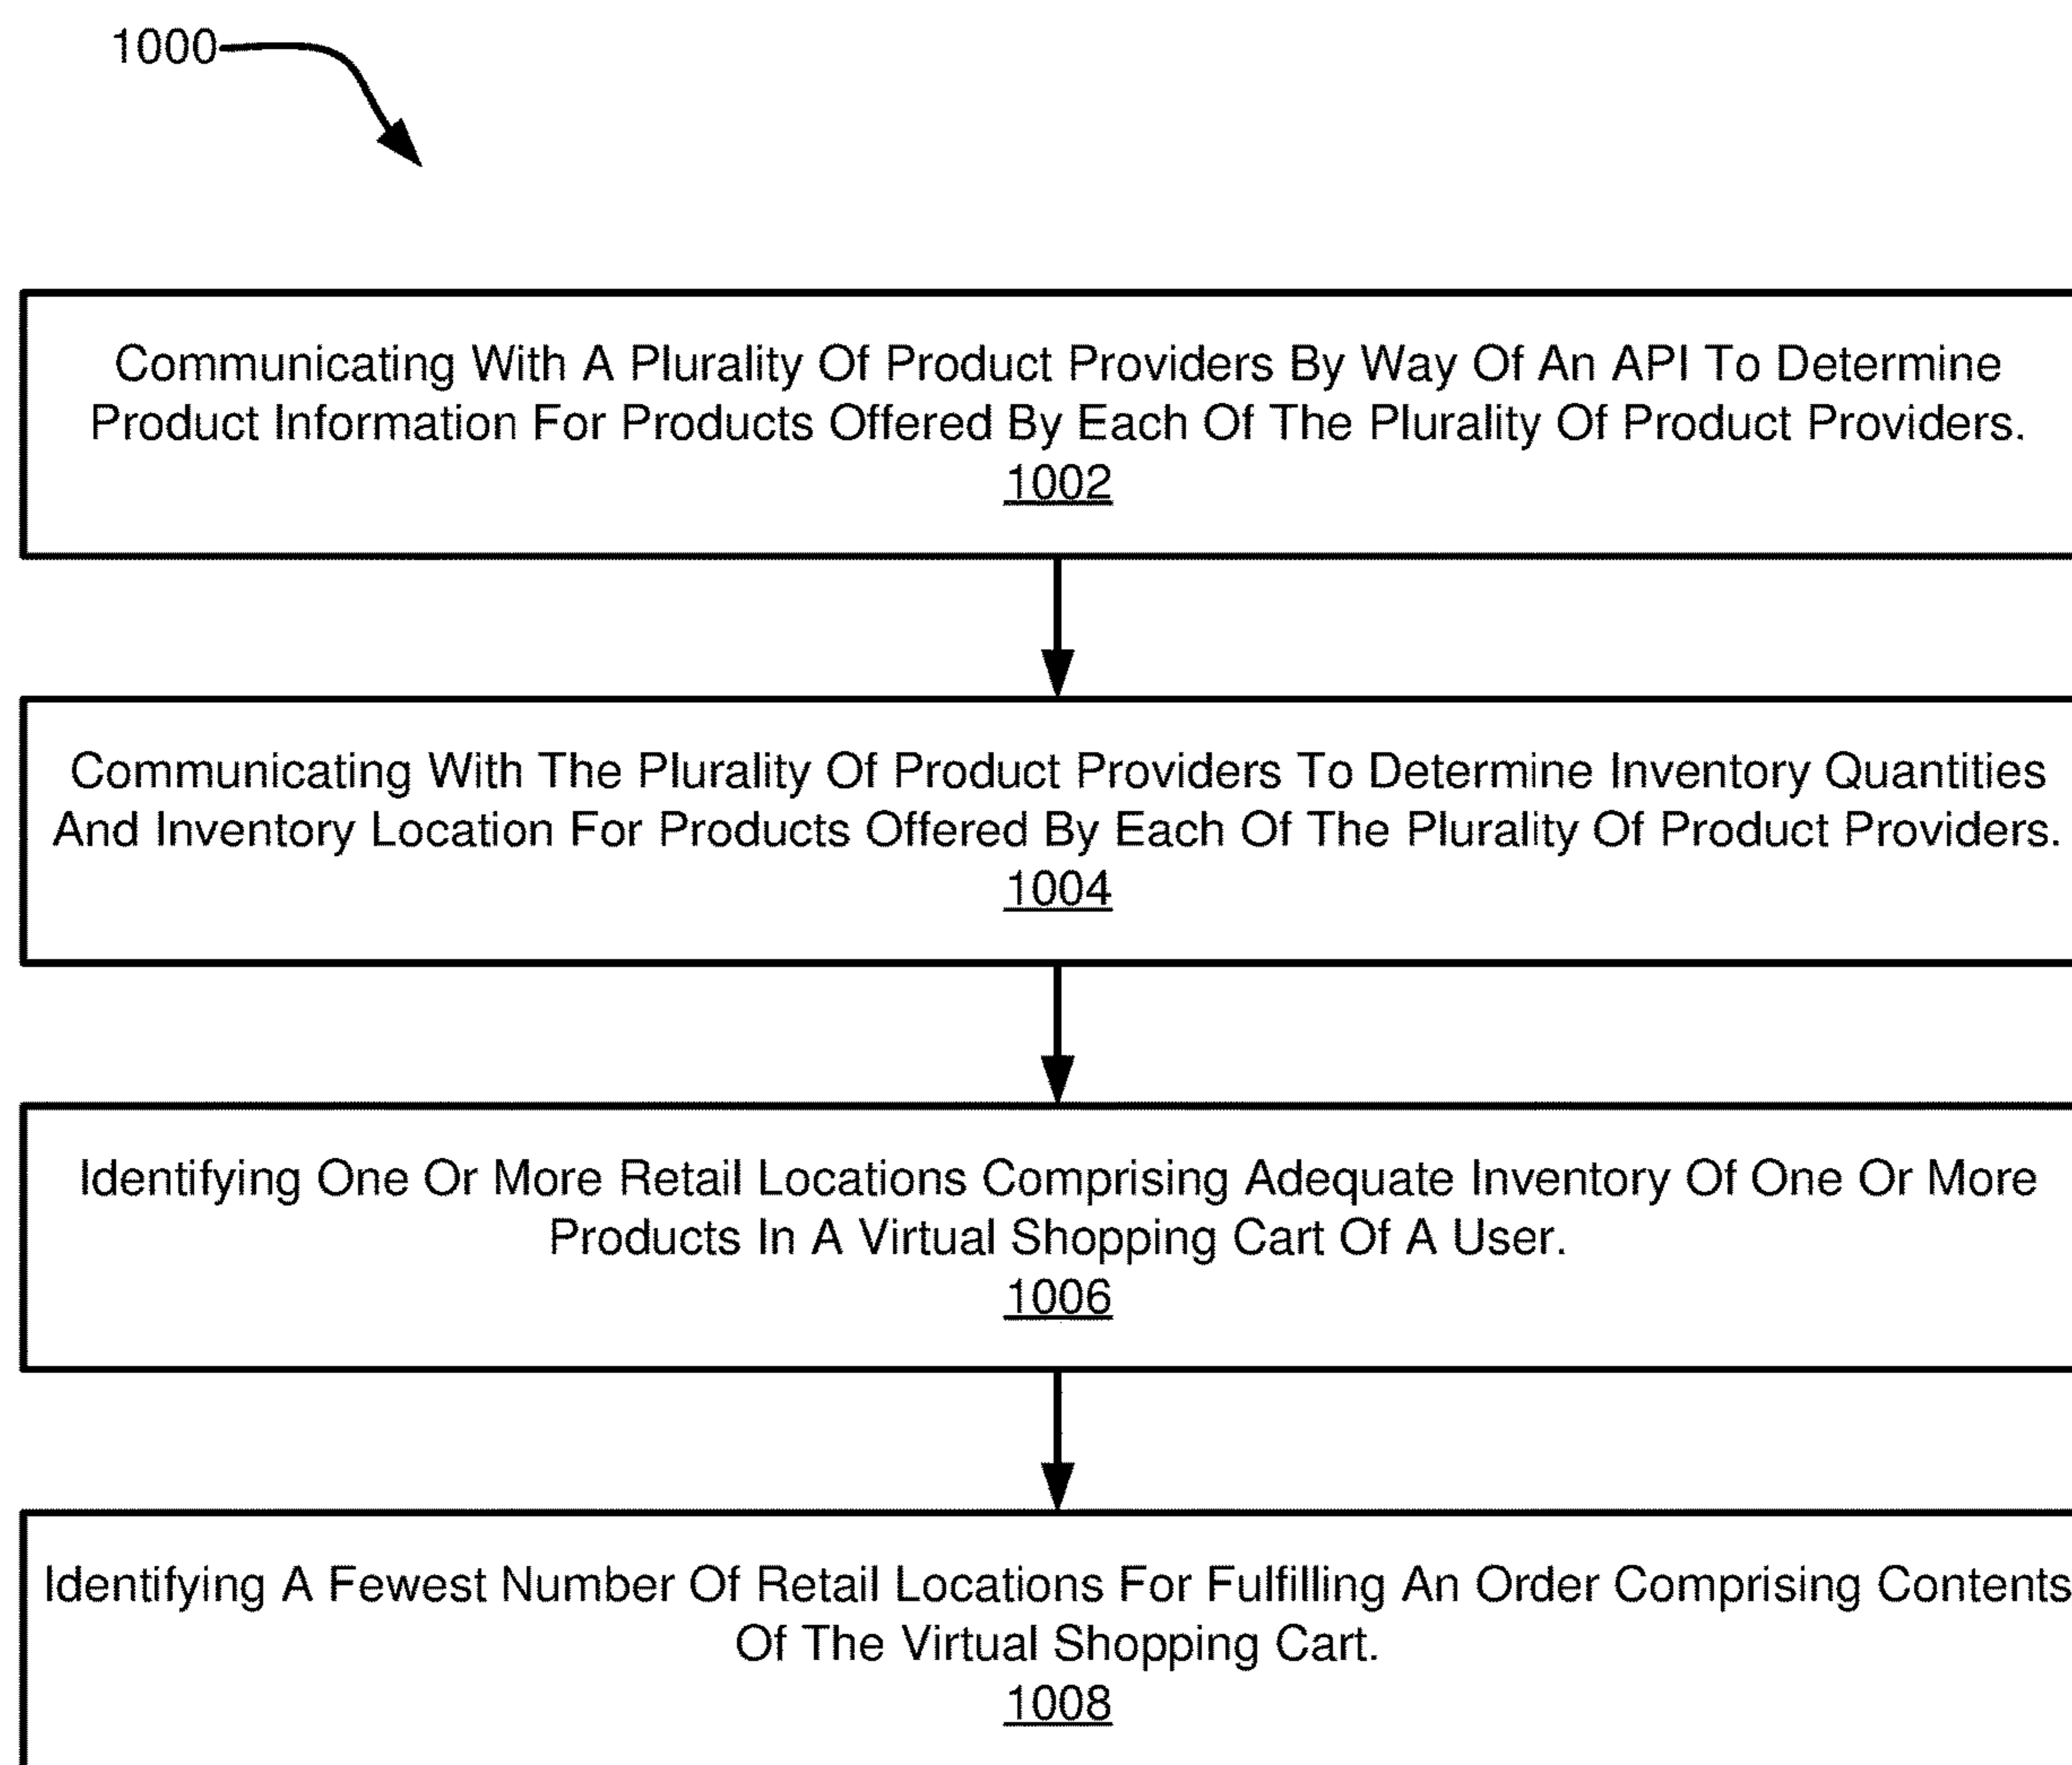 1000
Communicating With A Plurality Of Product Providers By Way Of An API To Determine
Product Information For Products Offered By Each Of The Plurality Of Product Providers.
1002
Communicating With The Plurality Of Product Providers To Determine Inventory Quantities
And Inventory Location For Products Offered By Each Of The Plurality Of Product Providers.
1004
Identifying One Or More Retail Locations Comprising Adequate Inventory Of One Or More
Products In A Virtual Shopping Cart Of A User.
1006
Identifying A Fewest Number Of Retail Locations For Fulfilling An Order Comprising Contents
Of The Virtual Shopping Cart.
1008